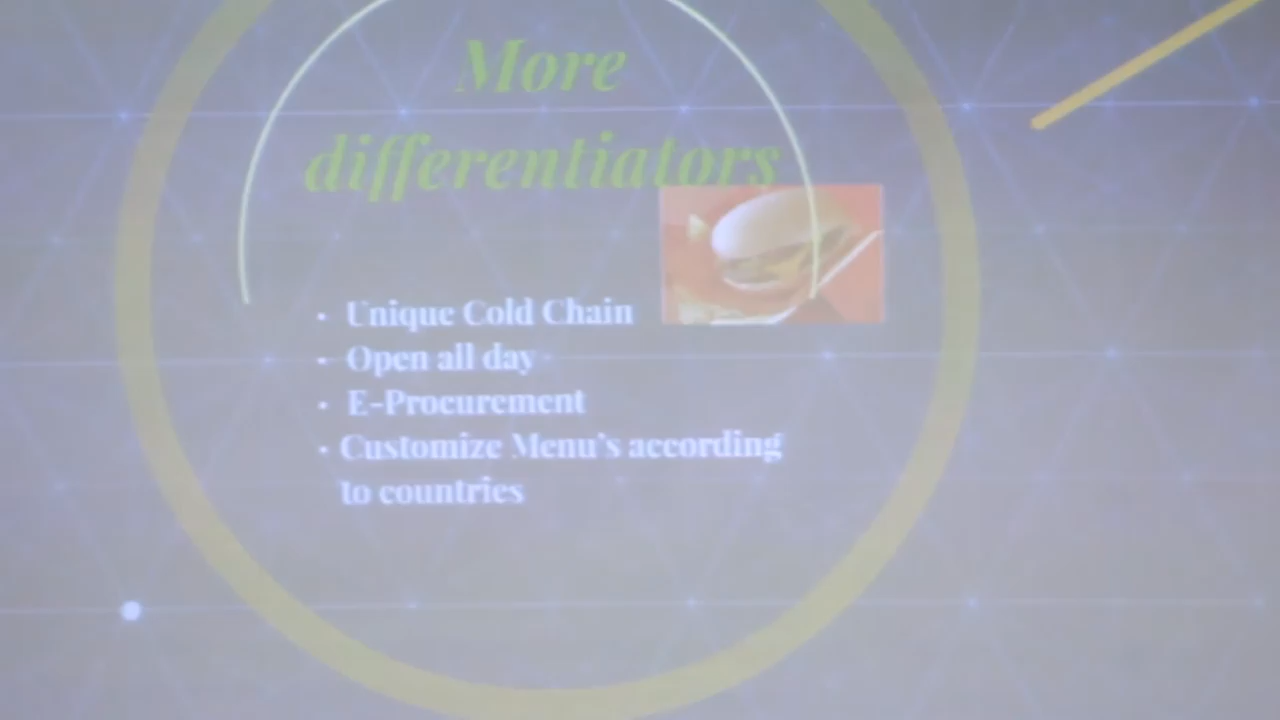 More
differentiators
• Unique Cold Chain
• Open all day
• E-Procurement
• Customize Menu's according
to countries